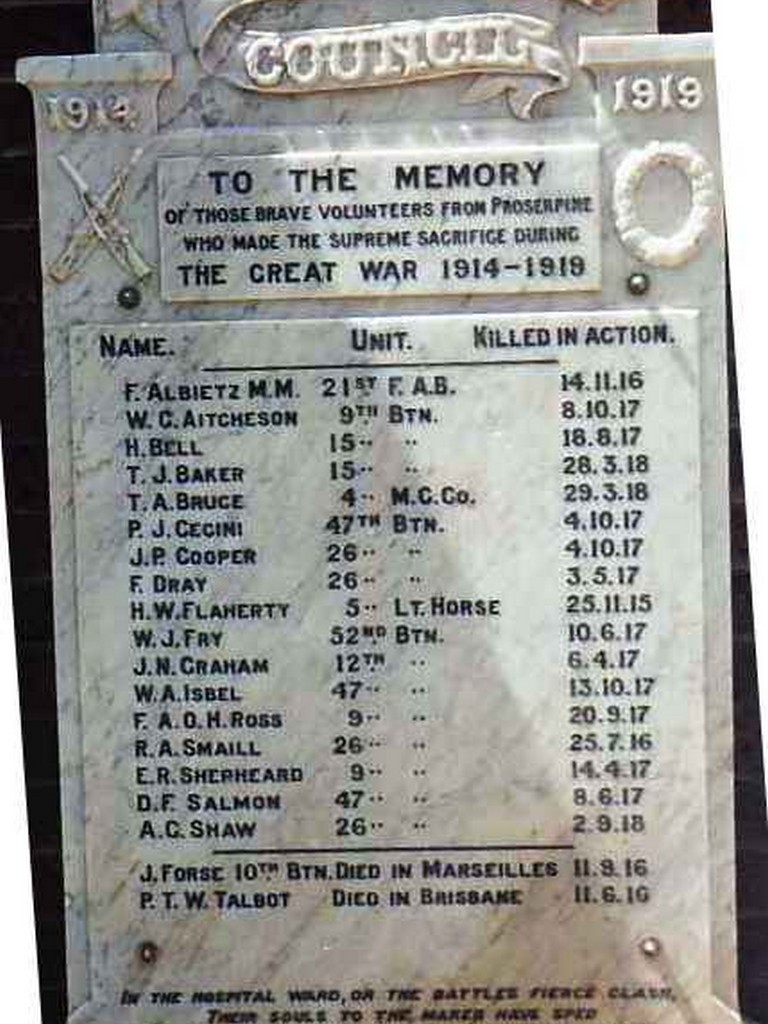 COUNCIL
1914 1919
TO THE MEMORY
OF THOSE BRAVE VOLUNTEERS FROM PROSERPINE
WHO MADE THE SUPREME SACRIFICE DURING
THE GREAT WAR 1914-1919
NAME. UNIT. KILLED IN ACTION.
F. ALBIETZ M.M. 21ST F.A.B. 14.11.16
W. C. AITCHESON 9TH BTN. 8.10.17
H. BELL 15 ·· ·· 18.8.17
T. J. BAKER 15 ·· ·· 28.3.18
T. A. BRUCE 4 ·· M.G.CO. 29.3.18
P. J. CECINI 47TH BTN. 4.10.17
J. P. COOPER 26 ·· ·· 4.10.17
F. DRAY 26 ·· ·· 3.5.17
H. W. FLAHERTY 5 ·· LT. HORSE 25.11.15
W. J. FRY 52ND BTN. 10.6.17
J. N. GRAHAM 12TH ·· 6.4.17
W. A. ISBEL 47 ·· ·· 13.10.17
F. A. O. H. ROSS 9 ·· ·· 20.9.17
R. A. SMAILL 26 ·· ·· 25.7.16
E. R. SHEPHEARD 9 ·· ·· 14.4.17
D. F. SALMON 47 ·· ·· 8.6.17
A. G. SHAW 26 ·· ·· 2.9.18
J. FORSE 10TH BTN. DIED IN MARSEILLES 11.9.16
P. T. W. TALBOT DIED IN BRISBANE 11.6.16
IN THE HOSPITAL WARD, OR THE BATTLES FIERCE CLASH,
THEIR SOULS TO THE MAKER HAVE SPED